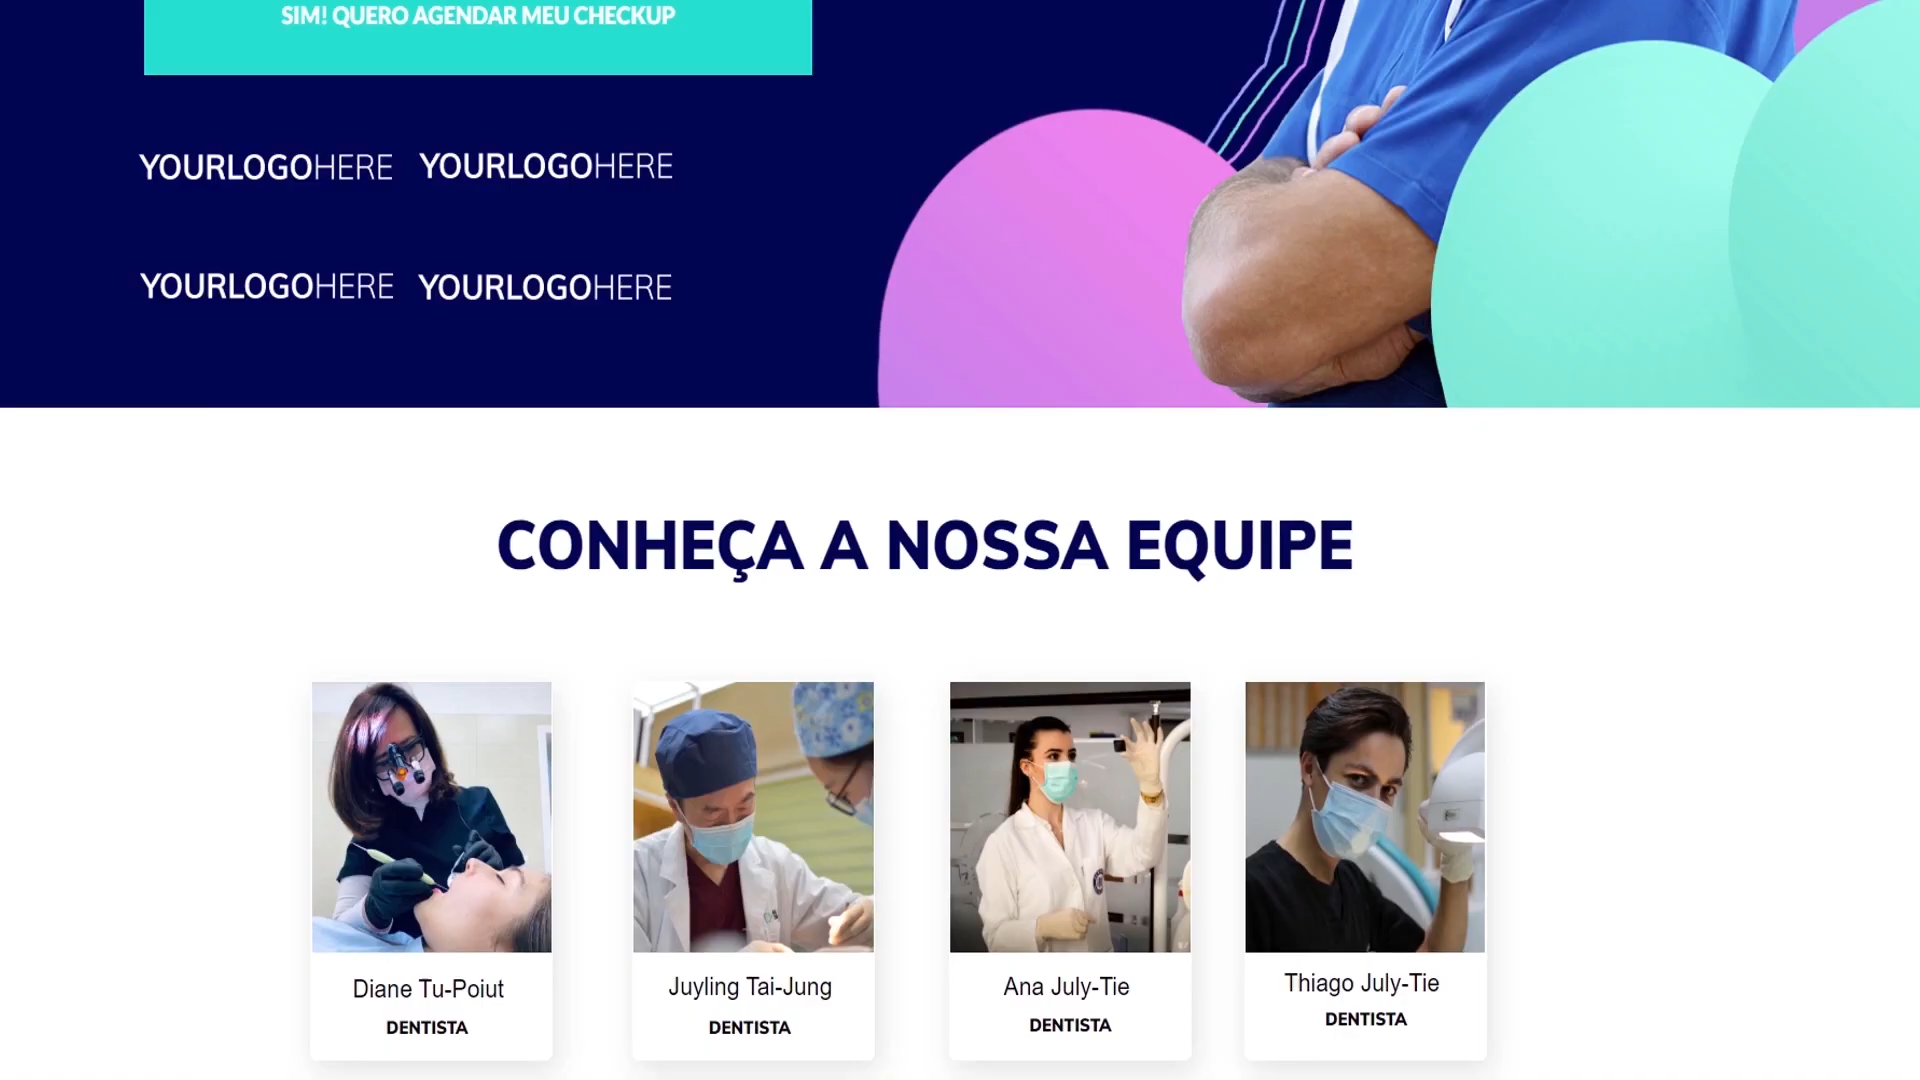 SIM! QUERO AGENDAR MEU CHECKUP
YOURLOGOHERE YOURLOGOHERE
YOURLOGOHERE YOURLOGOHERE
CONHEÇA A NOSSA EQUIPE
Diane Tu-Poiut
DENTISTA
Juyling Tai-Jung
DENTISTA
Ana July-Tie
DENTISTA
Thiago July-Tie
DENTISTA